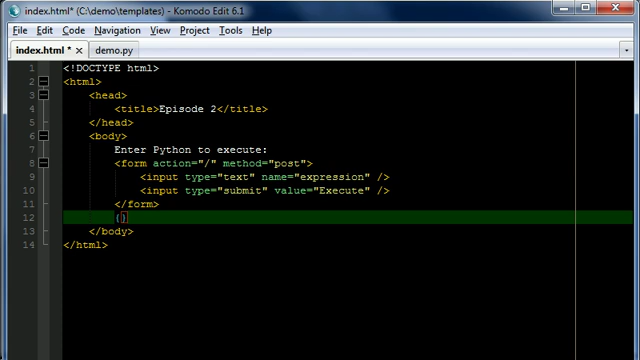 index.html* (C:\demo\templates) - Komodo Edit 6.1
File Edit Code Navigation View Project Tools Help
index.html * demo.py
1 <!DOCTYPE html>
2 <html>
3 <head>
4 <title>Episode 2</title>
5 </head>
6 <body>
7 Enter Python to execute:
8 <form action="/" method="post">
9 <input type="text" name="expression" />
10 <input type="submit" value="Execute" />
11 </form>
12 {}
13 </body>
14 </html>